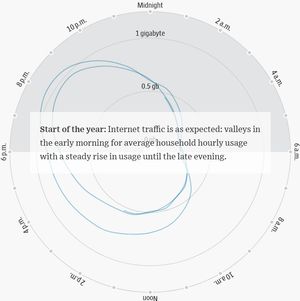 Midnight
10 p.m.
2 a.m.
1 gigabyte
8 p.m.
4 a.m.
0.5 gb
Start of the year: Internet traffic is as expected: valleys in
the early morning for average household hourly usage
with a steady rise in usage until the late evening.
6 p.m.
6 a.m.
4 p.m.
8 a.m.
2 p.m.
10 a.m.
Noon